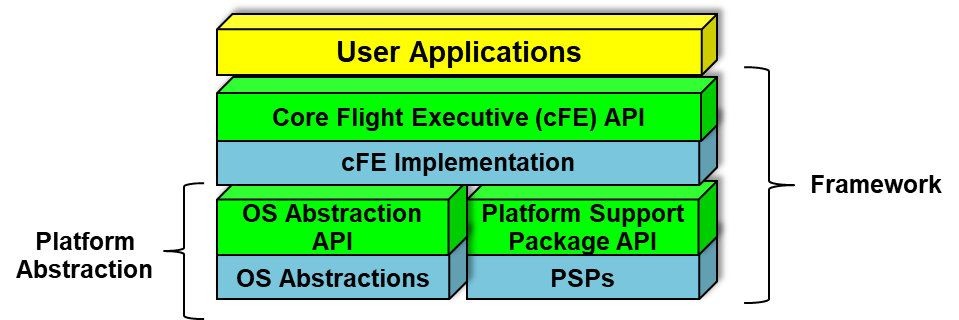 User Applications
Core Flight Executive (cFE) API
cFE Implementation
OS Abstraction
API
Platform Support
Package API
OS Abstractions
PSPs
Platform
Abstraction
Framework